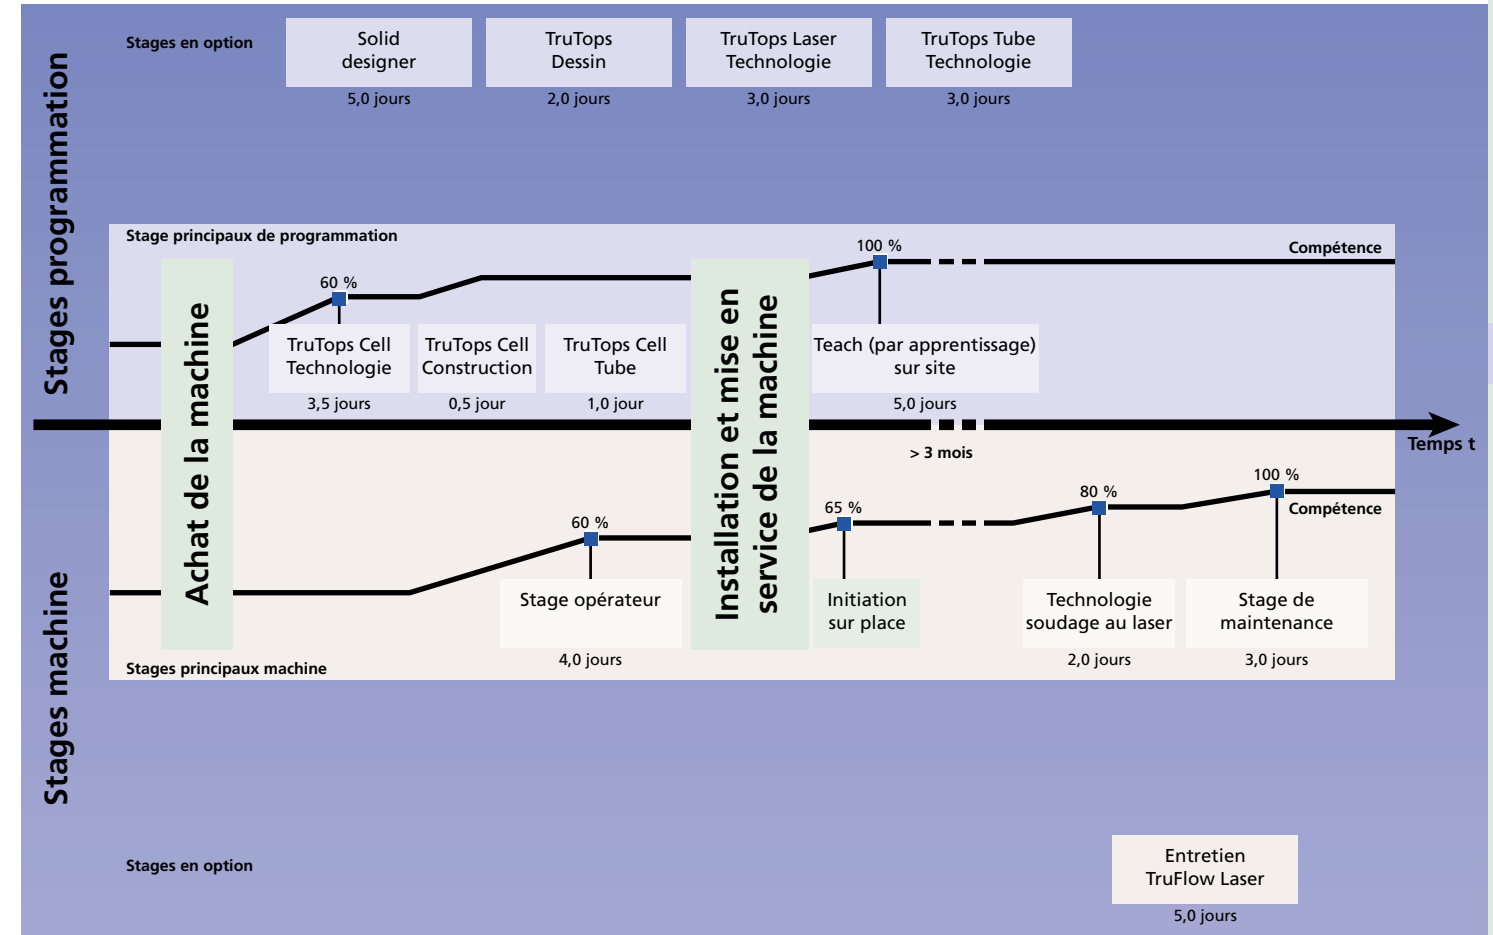 Stages programmation
Stages en option
Solid
designer
5,0 jours
TruTops
Dessin
2,0 jours
TruTops Laser
Technologie
3,0 jours
TruTops Tube
Technologie
3,0 jours
Stage principaux de programmation
Compétence
60 %
100 %
Achat de la machine
TruTops Cell
Technologie
3,5 jours
TruTops Cell
Construction
0,5 jour
TruTops Cell
Tube
1,0 jour
Installation et mise en
service de la machine
Teach (par apprentissage)
sur site
5,0 jours
Temps t
> 3 mois
Stages machine
60 %
65 %
80 %
100 %
Compétence
Stage opérateur
4,0 jours
Initiation
sur place
Technologie
soudage au laser
2,0 jours
Stage de
maintenance
3,0 jours
Stages principaux machine
Stages en option
Entretien
TruFlow Laser
5,0 jours